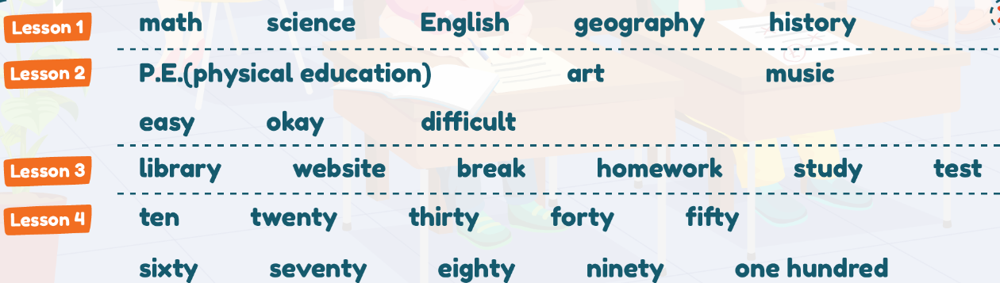 Lesson 1 math science English geography history
Lesson 2 P.E.(physical education) art music
easy okay difficult
Lesson 3 library website break homework study test
Lesson 4 ten twenty thirty forty fifty
sixty seventy eighty ninety one hundred